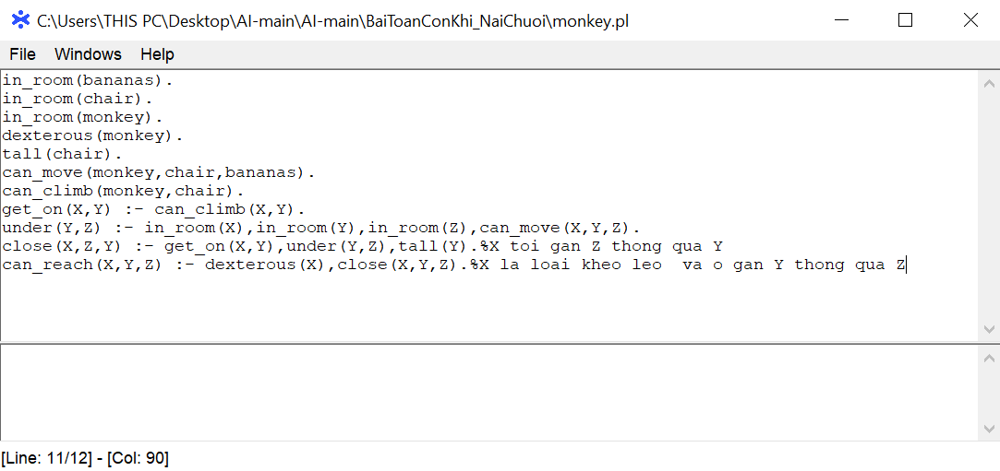 C:\Users\THIS PC\Desktop\AI-main\AI-main\BaiToanConKhi_NaiChuoi\monkey.pl
File Windows Help
in_room(bananas).
in_room(chair).
in_room(monkey).
dexterous(monkey).
tall(chair).
can_move(monkey,chair,bananas).
can_climb(monkey,chair).
get_on(X,Y) :- can_climb(X,Y).
under(Y,Z) :- in_room(X),in_room(Y),in_room(Z),can_move(X,Y,Z).
close(X,Z,Y) :- get_on(X,Y),under(Y,Z),tall(Y).%X toi gan Z thong qua Y
can_reach(X,Y,Z) :- dexterous(X),close(X,Y,Z).%X la loai kheo leo  va o gan Y thong qua Z
[Line: 11/12] - [Col: 90]